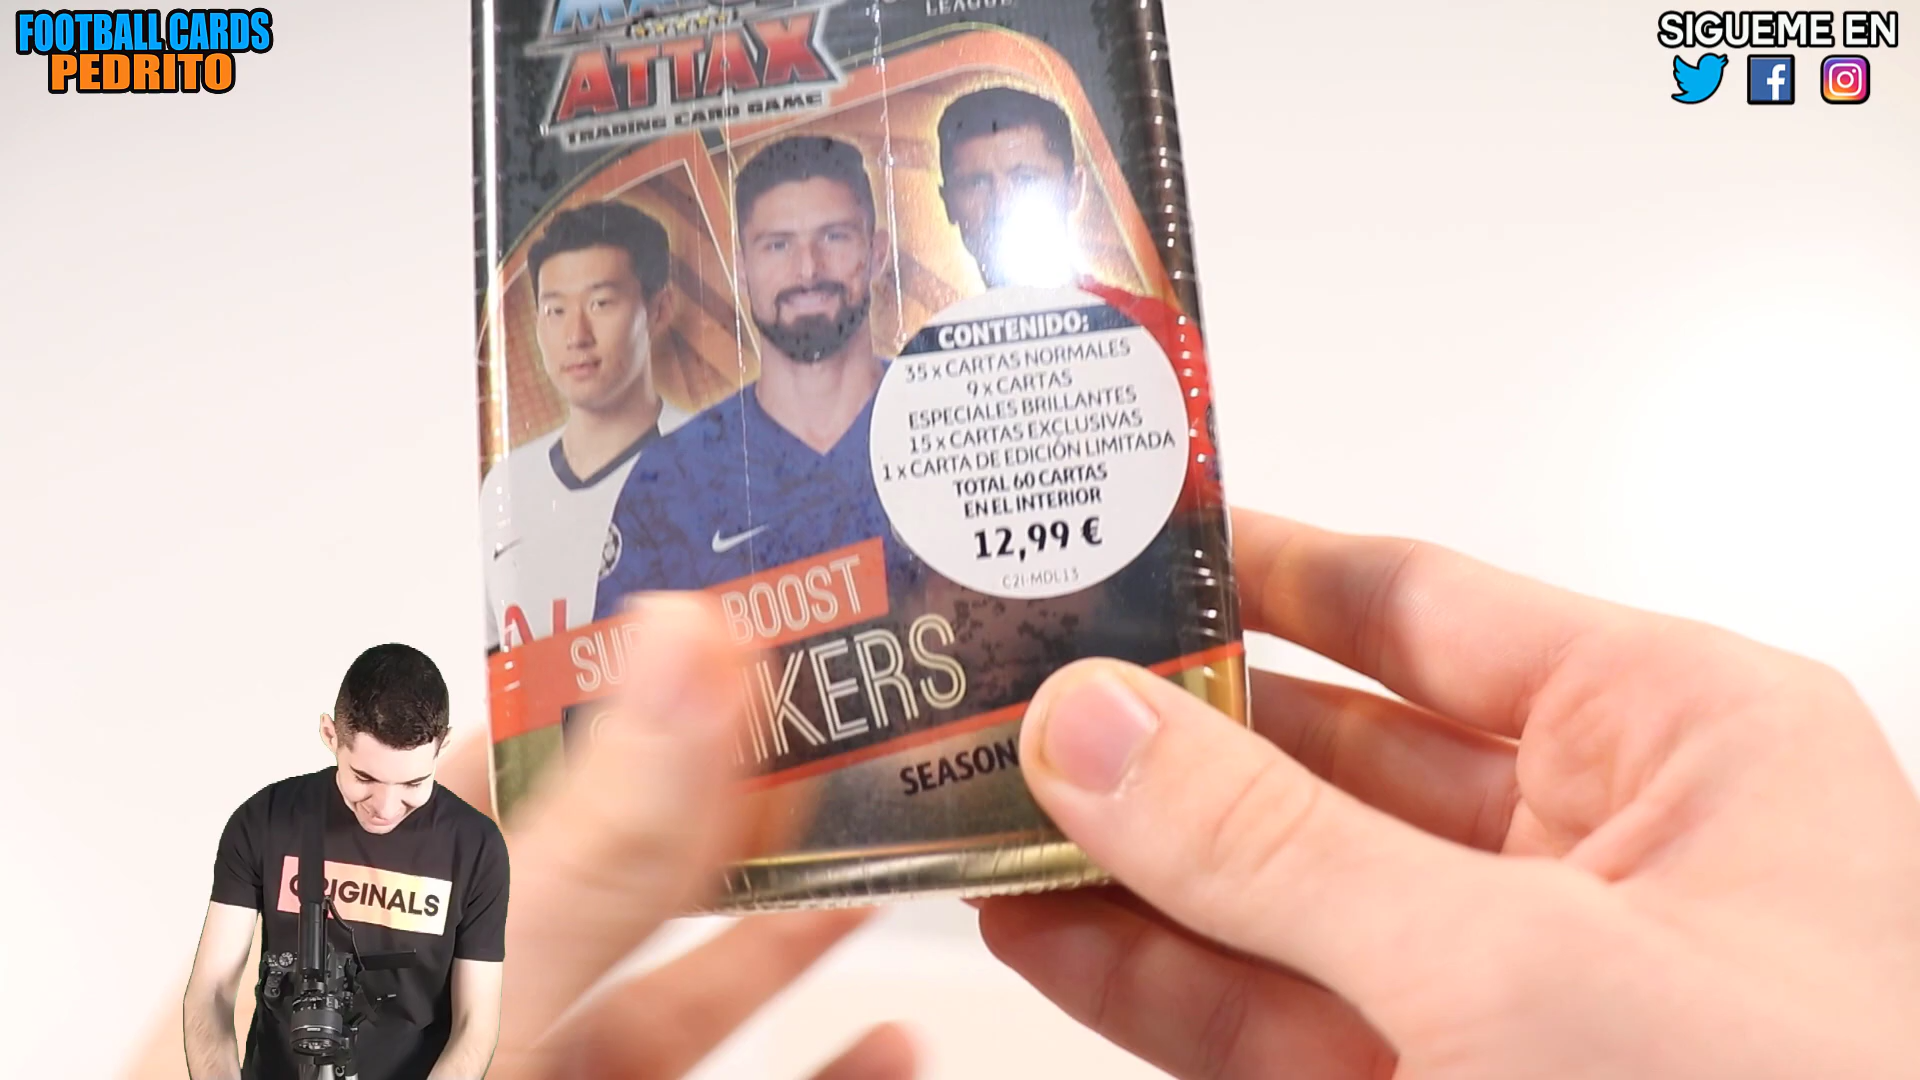 FOOTBALL CARDS
PEDRITO
SIGUEME EN
LEAGUE
ATTAX
TRADING CARD GAME
CONTENIDO:
35 x CARTAS NORMALES
9 x CARTAS
ESPECIALES BRILLANTES
15 x CARTAS EXCLUSIVAS
1 x CARTA DE EDICIÓN LIMITADA
TOTAL 60 CARTAS
EN EL INTERIOR
12,99 €
C21-MDL13
BOOST
SEASON
ORIGINALS